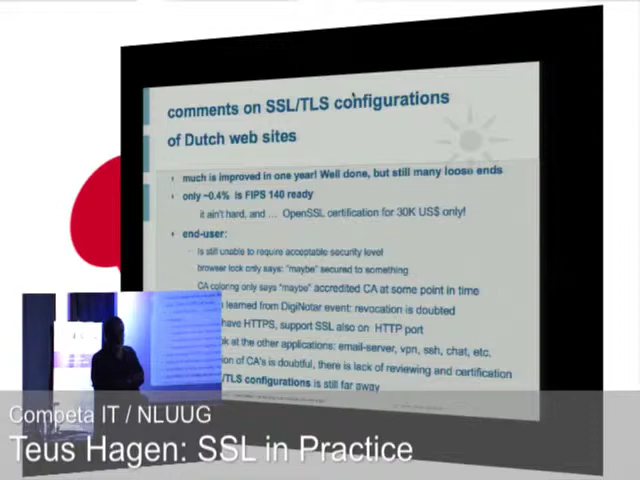 comments on SSL/TLS configurations
of Dutch web sites
much is improved in one year! Well done, but still many loose ends
only ~0.4% is FIPS 140 ready
it ain't hard, and ... OpenSSL certification for 30K US$ only!
end-user:
Is still unable to require acceptable security level
browser lock only says: "maybe" secured to something
CA coloring only says "maybe" accredited CA at some point in time
learned from DigiNotar event: revocation is doubted
have HTTPS, support SSL also on HTTP port
at the other applications: email-server, vpn, ssh, chat, etc.
of CA's is doubtful, there is lack of reviewing and certification
/TLS configurations is still far away
Competa IT / NLUUG
Teus Hagen: SSL in Practice